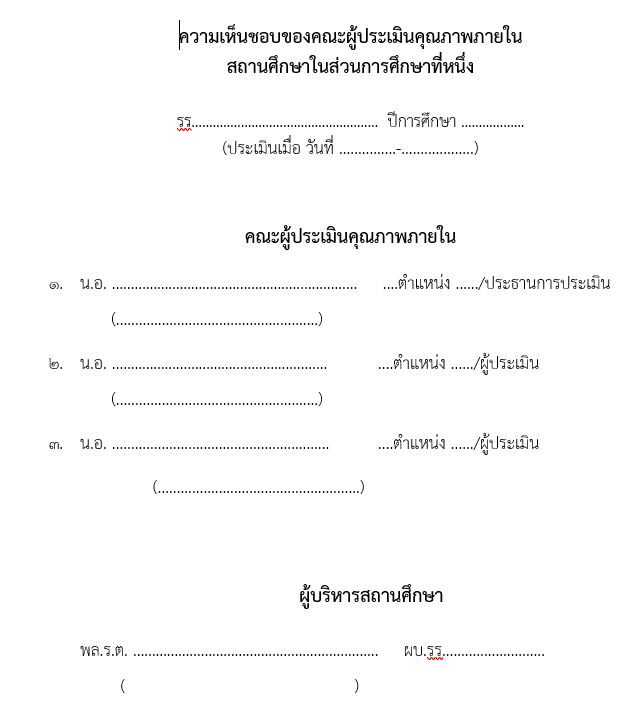 ความเห็นชอบของคณะผู้ประเมินคุณภาพภายใน
สถานศึกษาในส่วนการศึกษาที่หนึ่ง
รร..................................................... ปีการศึกษา ..................
(ประเมินเมื่อ วันที่ ...............-...................)
คณะผู้ประเมินคุณภาพภายใน
๑. น.อ. ................................................................. ....ตำแหน่ง ....../ประธานการประเมิน
(.....................................................)
๒. น.อ. ......................................................... ....ตำแหน่ง ....../ผู้ประเมิน
(.....................................................)
๓. น.อ. ......................................................... ....ตำแหน่ง ....../ผู้ประเมิน
(.....................................................)
ผู้บริหารสถานศึกษา
พล.ร.ต. ................................................................. ผบ.รร...........................
( )